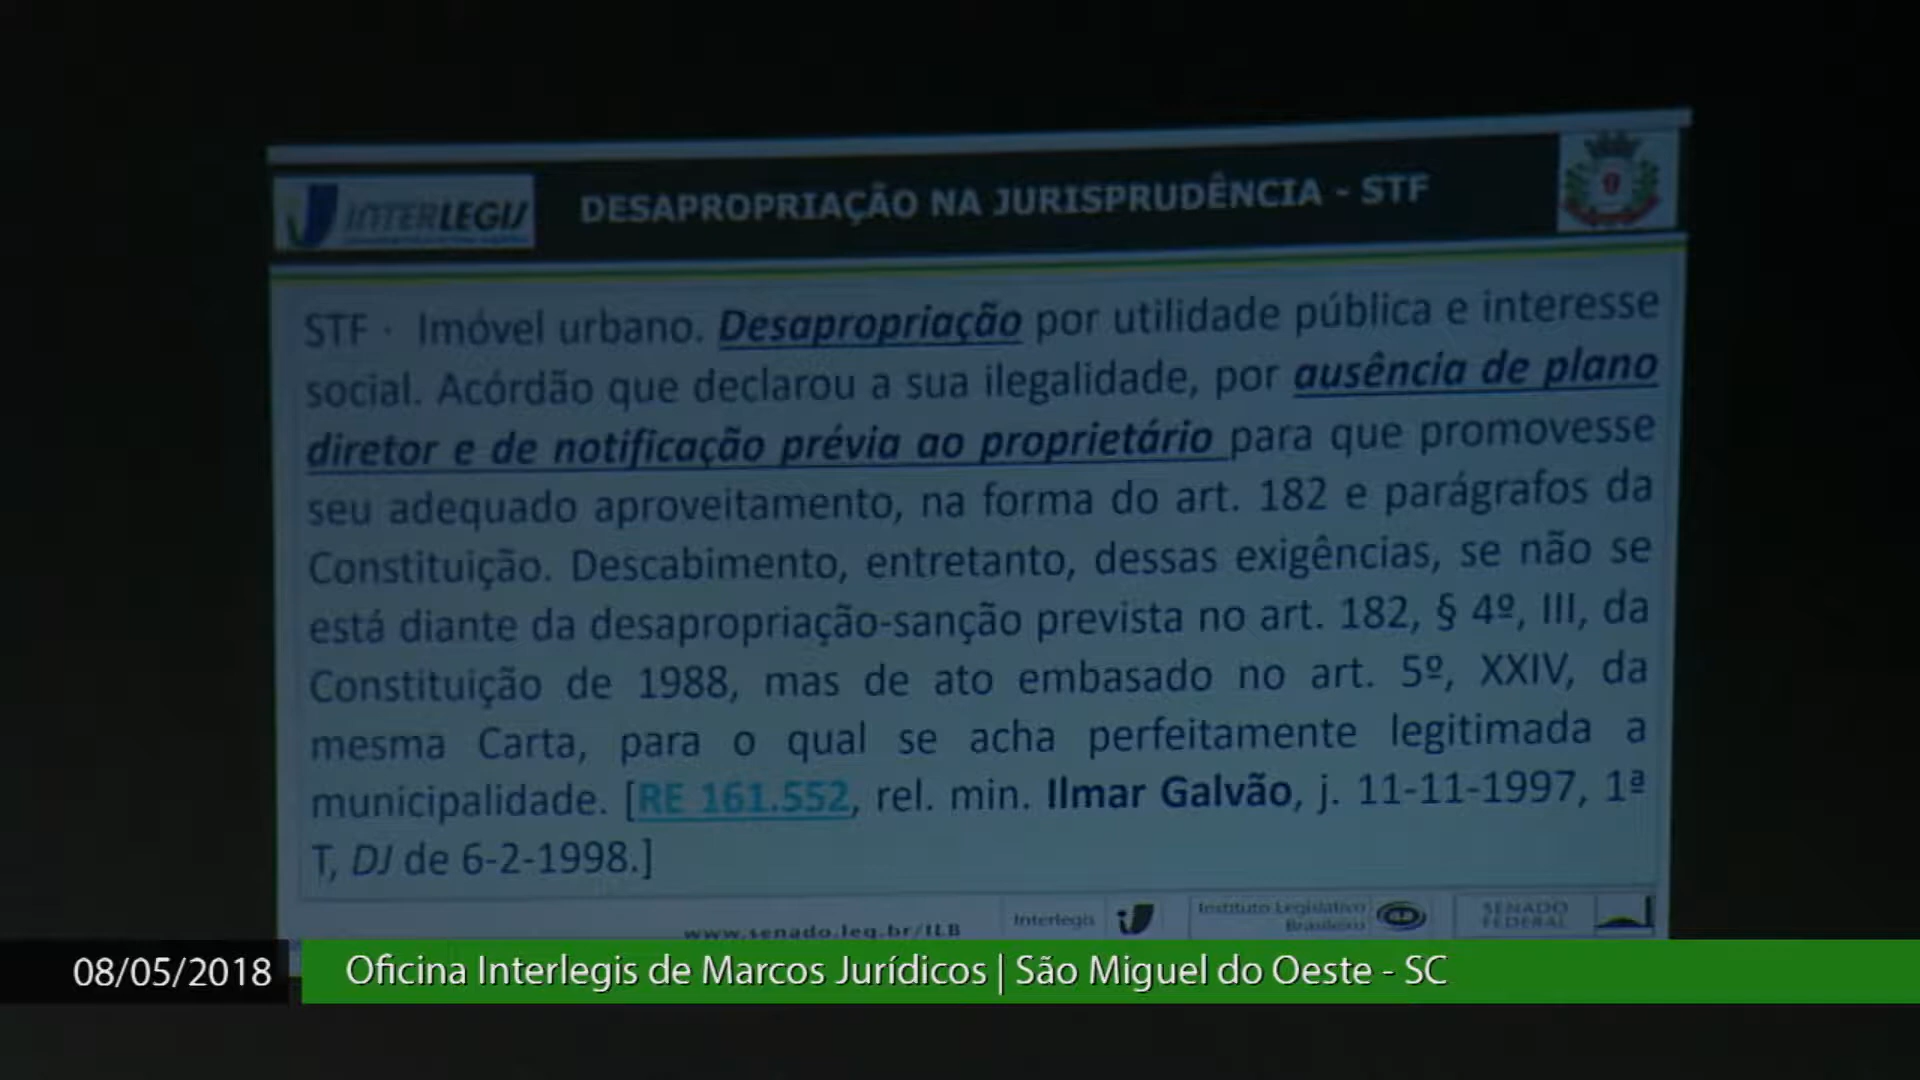 INTERLEGIS
DESAPROPRIAÇÃO NA JURISPRUDÊNCIA - STF
STF - Imóvel urbano. Desapropriação por utilidade pública e interesse
social. Acórdão que declarou a sua ilegalidade, por ausência de plano
diretor e de notificação prévia ao proprietário para que promovesse
seu adequado aproveitamento, na forma do art. 182 e parágrafos da
Constituição. Descabimento, entretanto, dessas exigências, se não se
está diante da desapropriação-sanção prevista no art. 182, § 4º, III, da
Constituição de 1988, mas de ato embasado no art. 5º, XXIV, da
mesma Carta, para o qual se acha perfeitamente legitimada a
municipalidade. [RE 161.552, rel. min. Ilmar Galvão, j. 11-11-1997, 1ª
T, DJ de 6-2-1998.]
www.senado.leg.br/ILB
Interlegis
Instituto Legislativo
Brasileiro
SENADO
FEDERAL
08/05/2018
Oficina Interlegis de Marcos Jurídicos | São Miguel do Oeste - SC